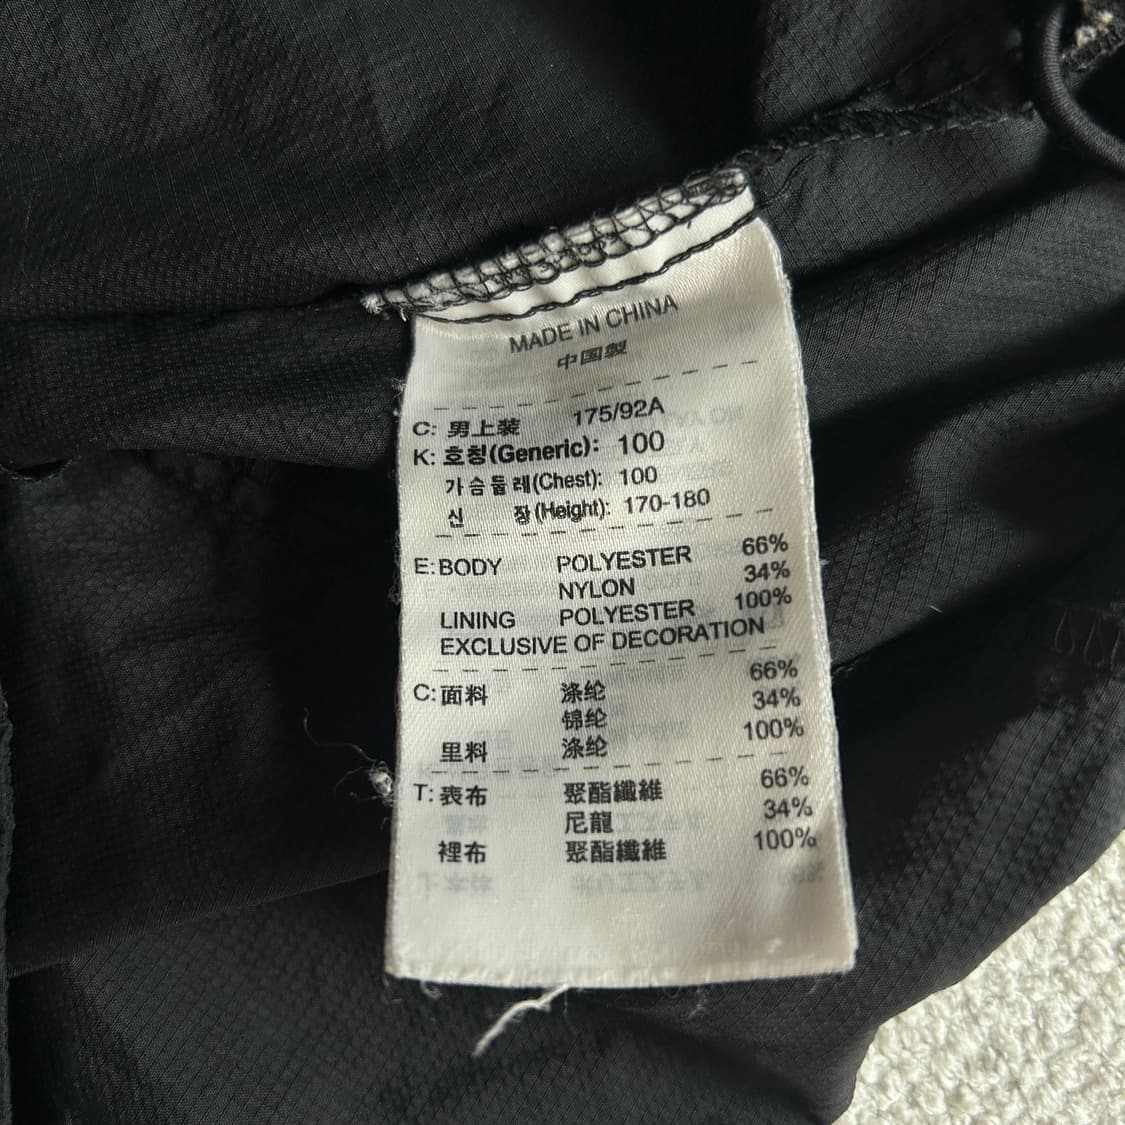 MADE IN CHINA
中国製
C: 男上装 175/92A
K: 호칭(Generic): 100
가슴둘레(Chest): 100
신 장(Height): 170-180
E: BODY POLYESTER 66%
NYLON 34%
LINING POLYESTER 100%
EXCLUSIVE OF DECORATION
C: 面料 涤纶 66%
锦纶 34%
里料 涤纶 100%
T: 表布 聚酯纖維 66%
尼龍 34%
裡布 聚酯纖維 100%